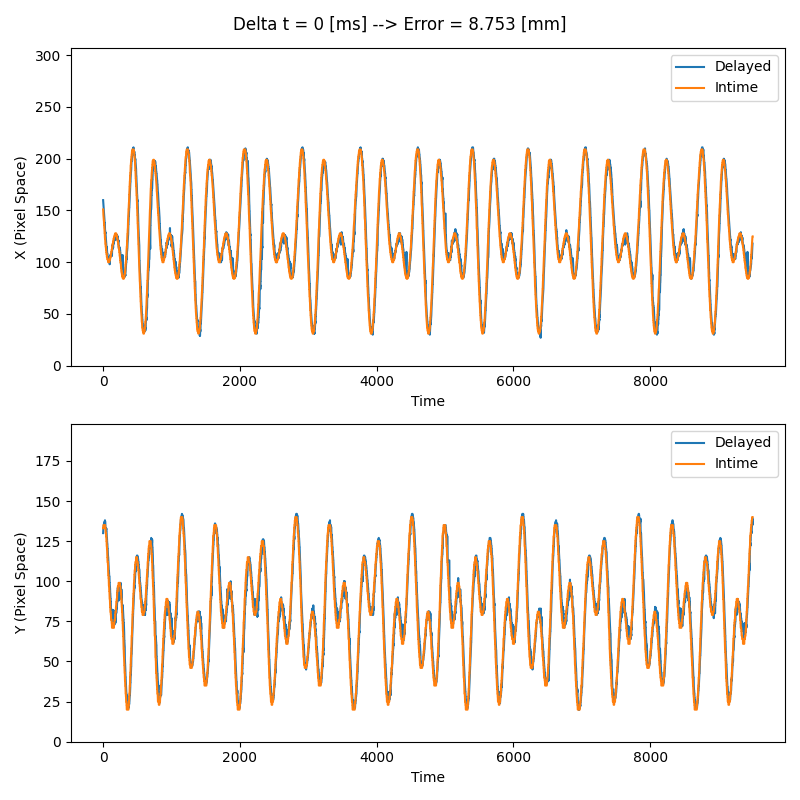 Delta t = 0 [ms] --> Error = 8.753 [mm]
300
250
200
150
100
50
0
X (Pixel Space)
Delayed
Intime
0 2000 4000 6000 8000
Time
175
150
125
100
75
50
25
0
Y (Pixel Space)
Delayed
Intime
0 2000 4000 6000 8000
Time